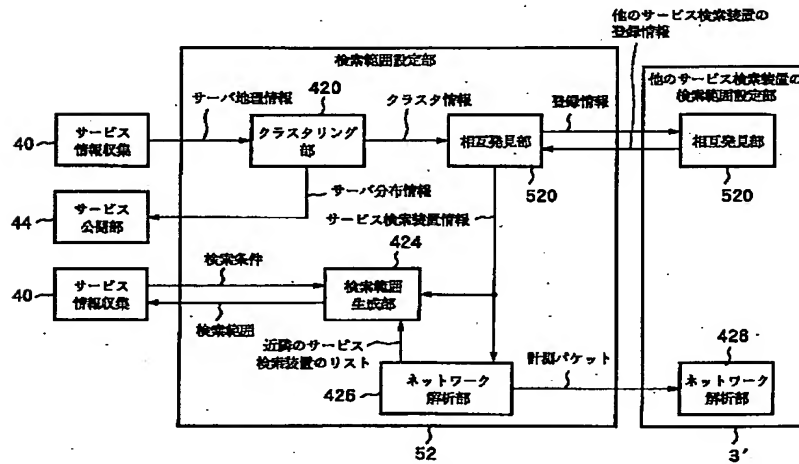 他のサービス検索装置の
登録情報
検索範囲設定部
他のサービス検索装置の
検索範囲設定部
サーバ地理情報
420
クラスタ情報
登録情報
40
サービス
情報収集
クラスタリング
部
相互発見部
相互発見部
520
520
サーバ分布情報
44
サービス
公開部
サービス検索装置情報
検索条件
424
40
サービス
情報収集
検索範囲
生成部
検索範囲
近隣のサービス
検索装置のリスト
計測パケット
428
426
ネットワーク
解析部
ネットワーク
解析部
52
3′